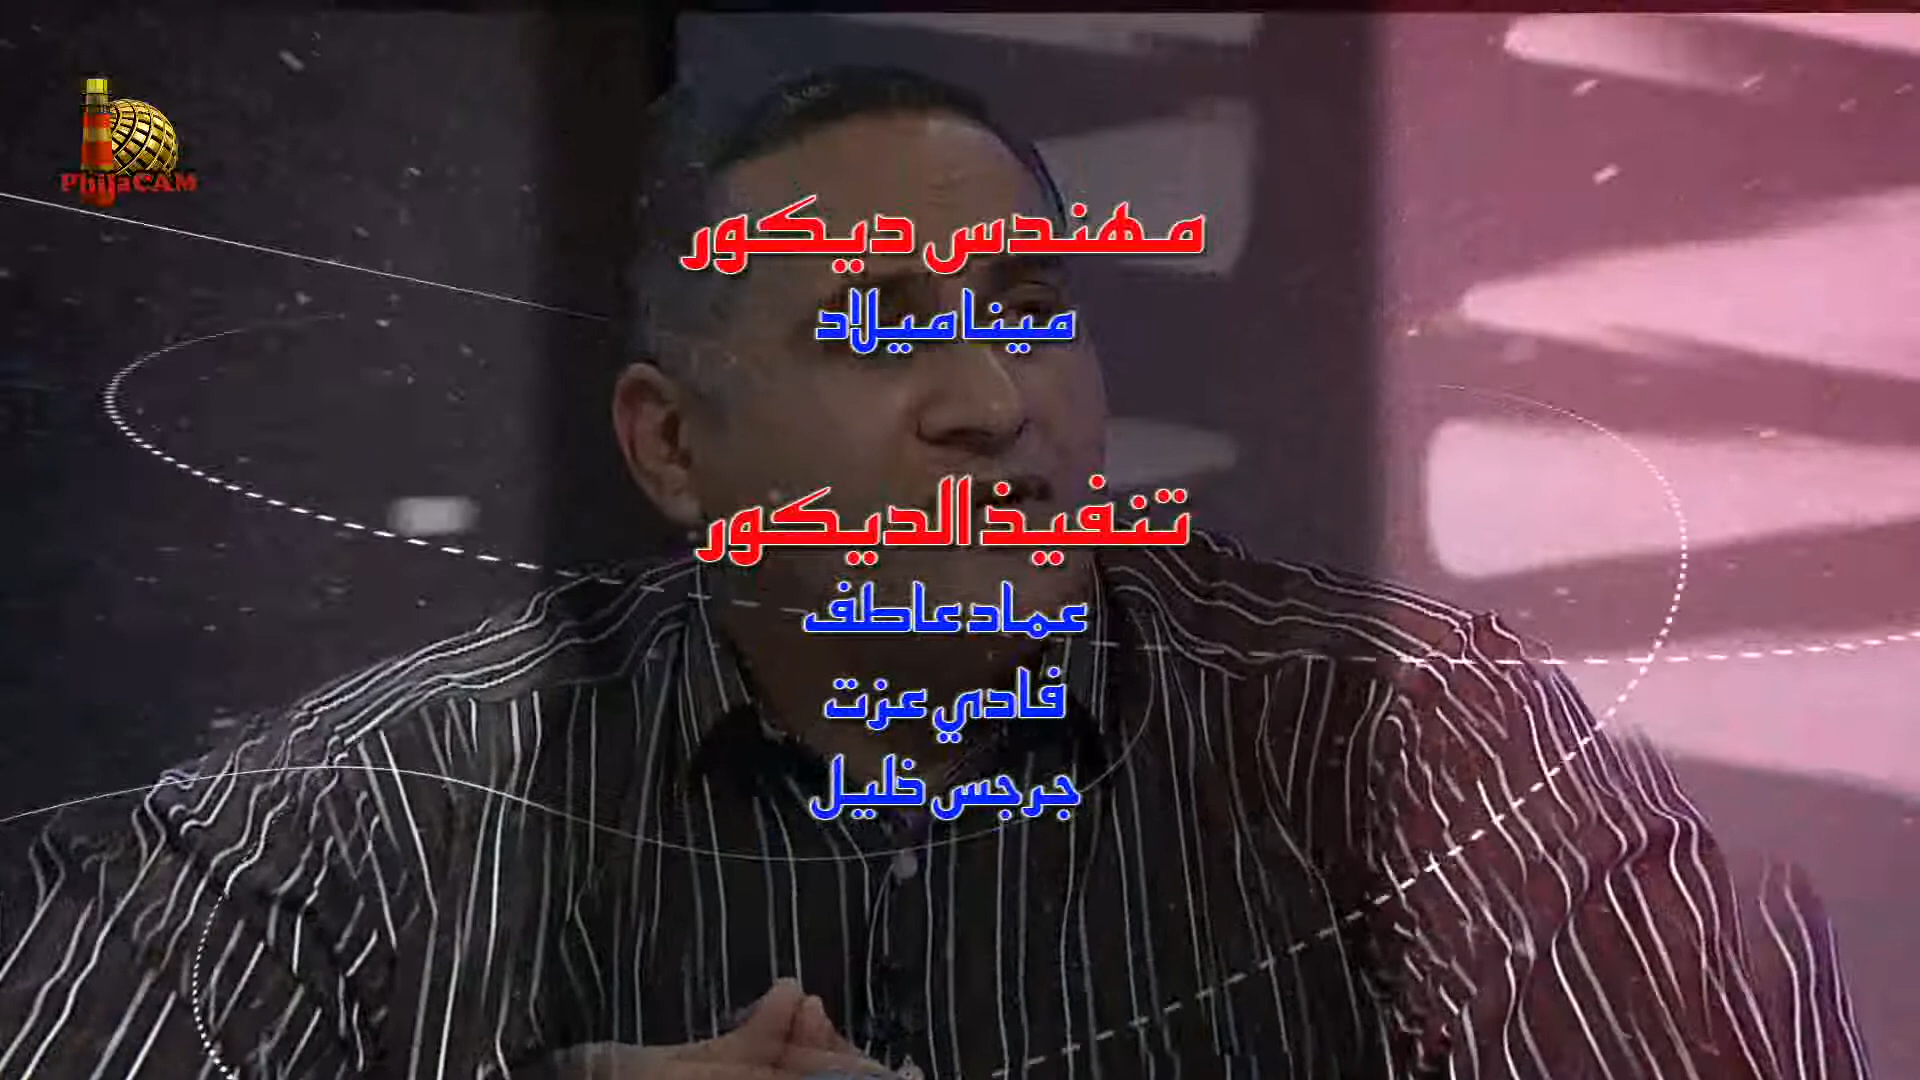 PhilaCAM
مهندس ديكور
مينا ميلاد
تنفيذ الديكور
عماد عاطف
فادي عزت
جرجس خليل